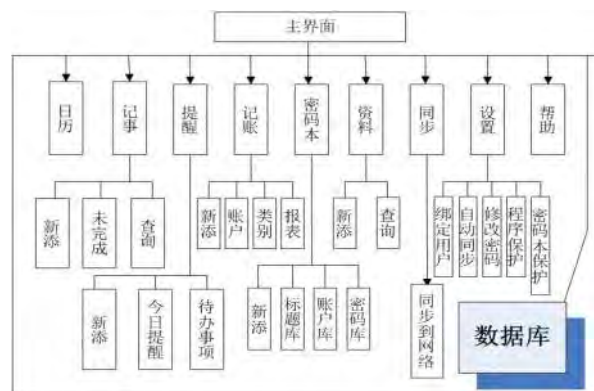 主界面
日历
记事
提醒
记账
密码本
资料
同步
设置
帮助
新添
未完成
查询
新添
账户
类别
报表
新添
查询
绑定用户
自动同步
修改密码
程序保护
密码本保护
新添
今日提醒
待办事项
新添
标题库
账户库
密码库
同步到网络
数据库